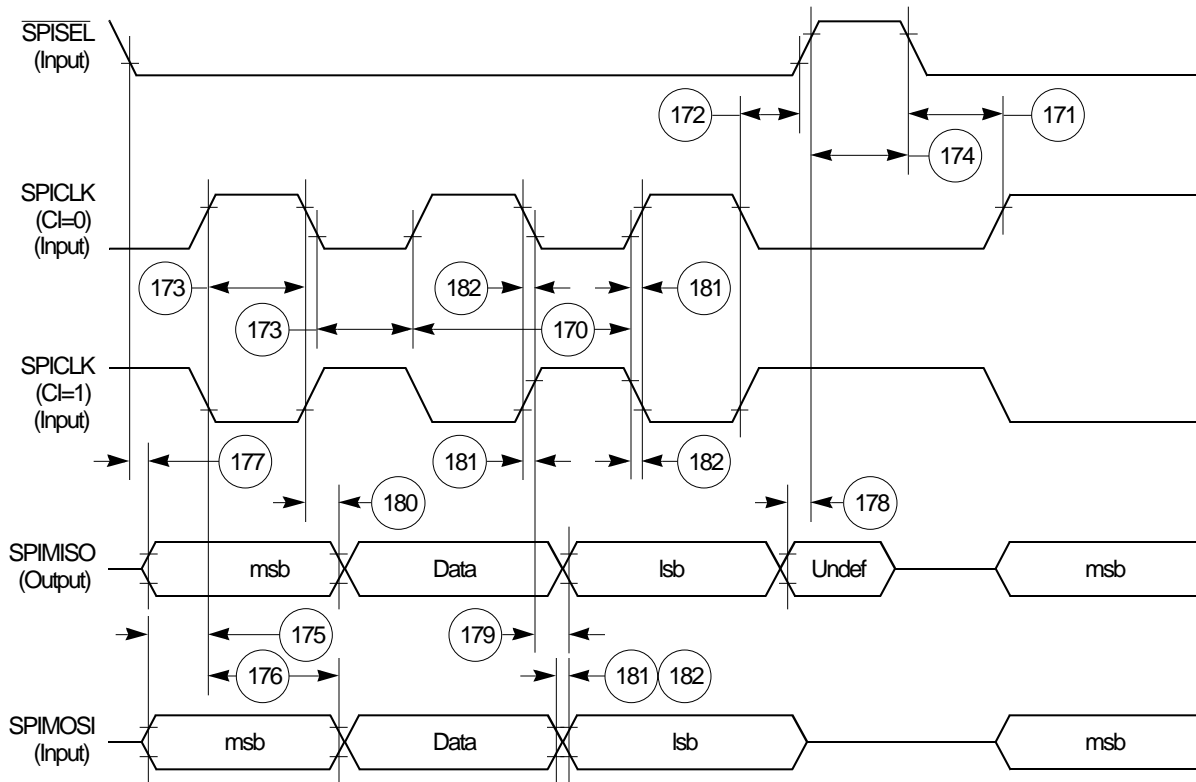 SPISEL
(Input)
172
171
174
SPICLK
(CI=0)
(Input)
173
182
181
173
170
SPICLK
(CI=1)
(Input)
177
181
182
180
178
SPIMISO
(Output)
msb
Data
lsb
Undef
msb
175
179
176
181
182
SPIMOSI
(Input)
msb
Data
lsb
msb